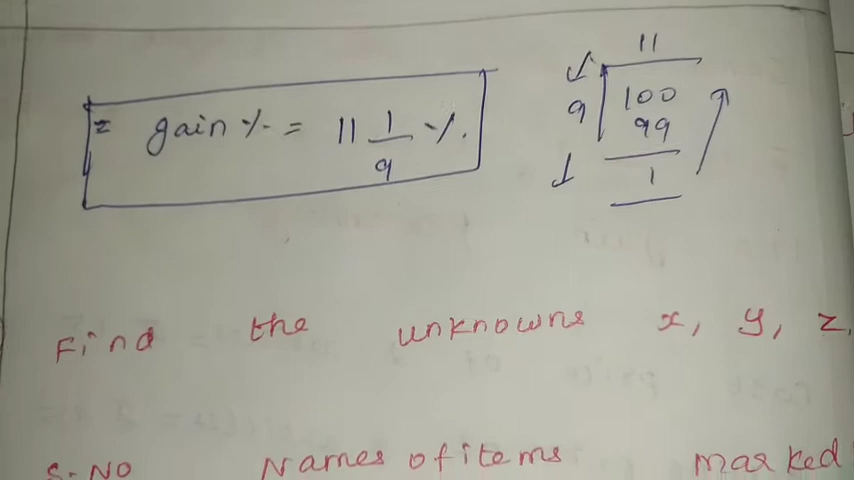 = gain % = 11 1/9 %.
11
9 100
99
1
Find the unknowns x, y, z.
S. No Names of items marked